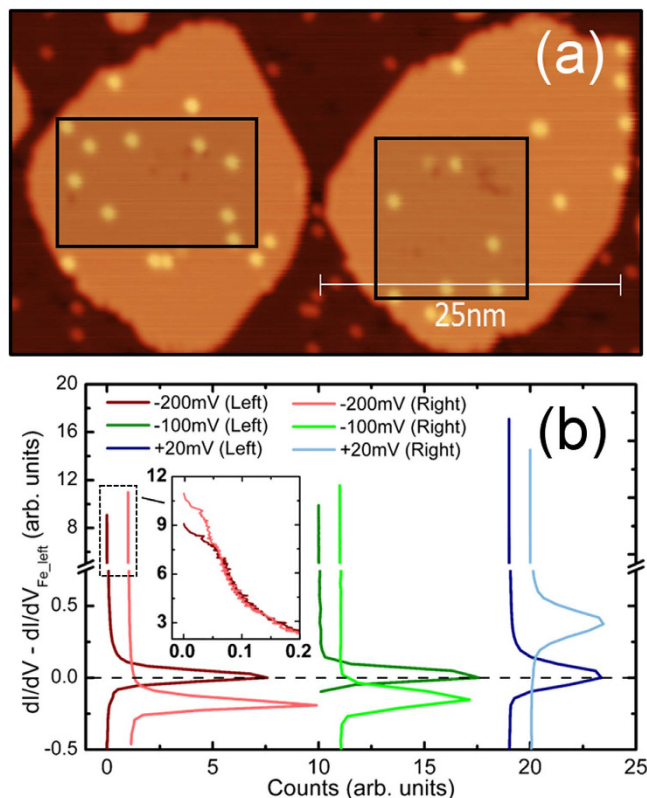 (a)
25nm
(b)
dI/dV - dI/dV_Fe_left (arb. units)
20
16
12
8
0.5
0.0
-0.5
-200mV (Left)
-200mV (Right)
-100mV (Left)
-100mV (Right)
+20mV (Left)
+20mV (Right)
12
9
6
3
0.0 0.1 0.2
0 5 10 15 20 25
Counts (arb. units)